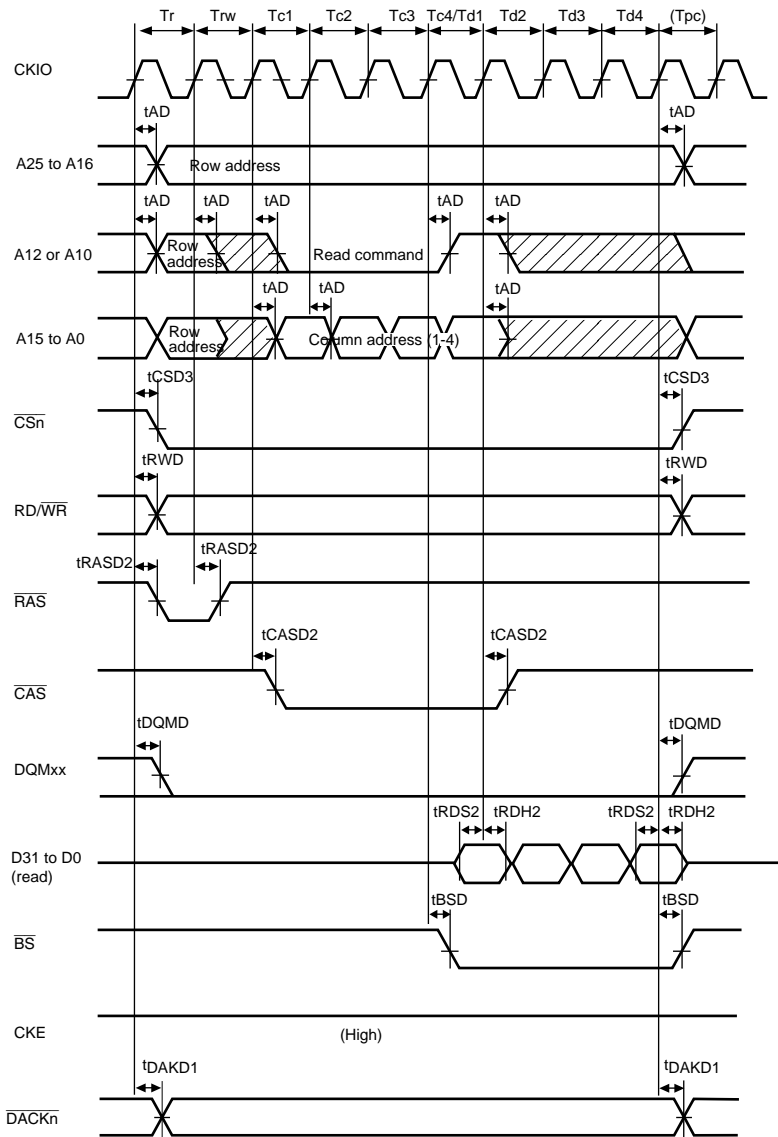 Tr Trw Tc1 Tc2 Tc3 Tc4/Td1 Td2 Td3 Td4 (Tpc)
CKIO
tAD tAD
A25 to A16 Row address
tAD tAD tAD tAD tAD
A12 or A10 Row address Read command
tAD tAD tAD
A15 to A0 Row address Column address (1-4)
tCSD3 tCSD3
CSn
tRWD tRWD
RD/WR
tRASD2 tRASD2
RAS
tCASD2 tCASD2
CAS
tDQMD tDQMD
DQMxx
tRDS2 tRDH2 tRDS2 tRDH2
D31 to D0
(read)
tBSD tBSD
BS
CKE (High)
tDAKD1 tDAKD1
DACKn